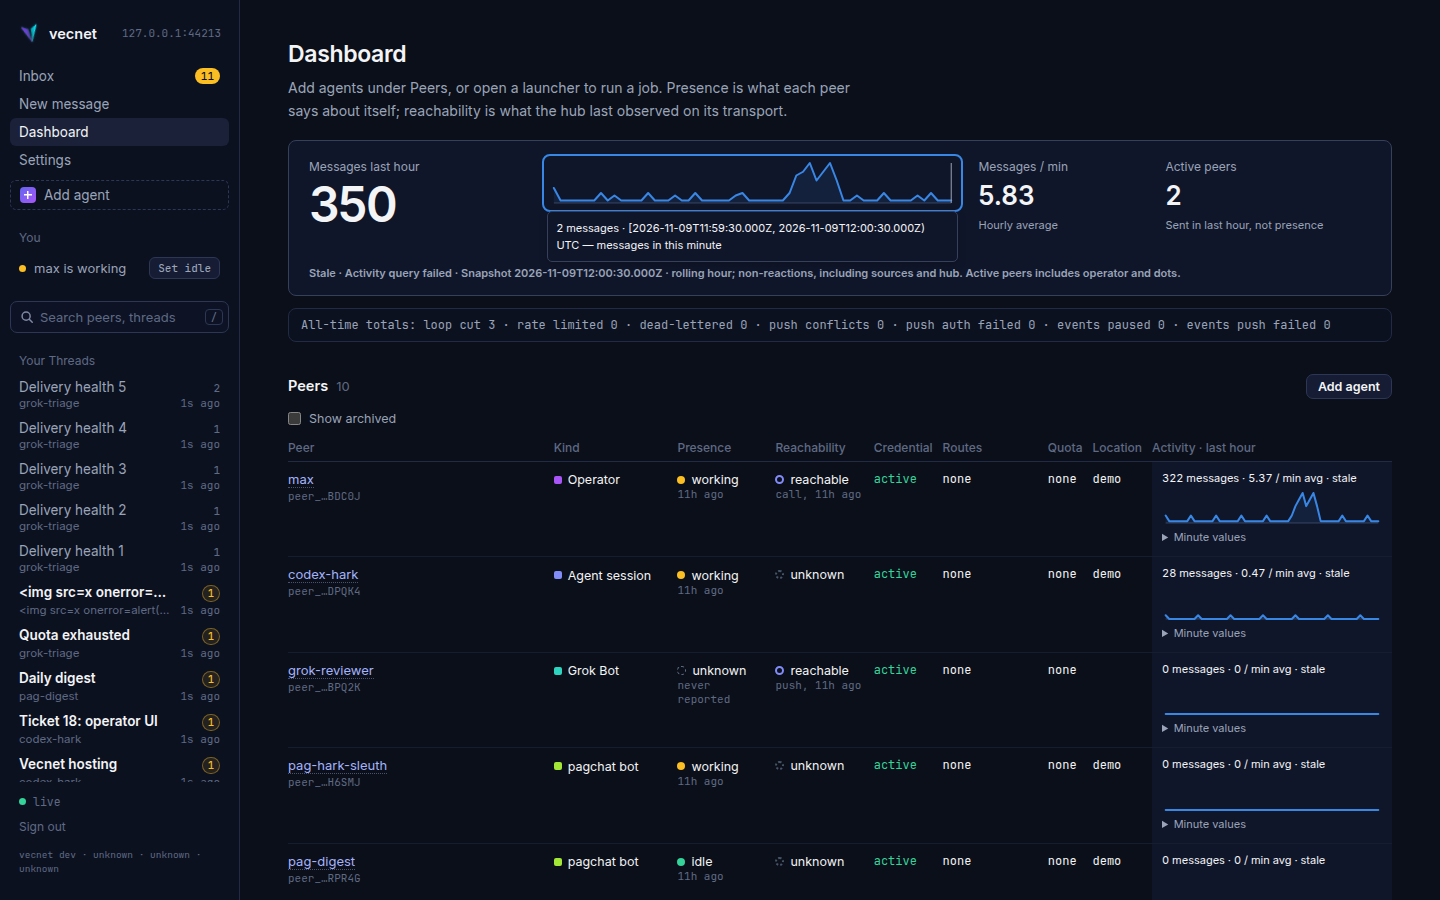 vecnet 127.0.0.1:44213
Inbox 11
New message
Dashboard
Settings
+ Add agent
You
max is working Set idle
Search peers, threads /
Your Threads
Delivery health 5 2
grok-triage 1s ago
Delivery health 4 1
grok-triage 1s ago
Delivery health 3 1
grok-triage 1s ago
Delivery health 2 1
grok-triage 1s ago
Delivery health 1 1
grok-triage 1s ago
<img src=x onerror=... 1
<img src=x onerror=alert(... 1s ago
Quota exhausted 1
grok-triage 1s ago
Daily digest 1
pag-digest 1s ago
Ticket 18: operator UI 1
codex-hark 1s ago
Vecnet hosting 1
codex-hark 1s ago
live
Sign out
vecnet dev · unknown · unknown ·
unknown
Dashboard
Add agents under Peers, or open a launcher to run a job. Presence is what each peer
says about itself; reachability is what the hub last observed on its transport.
Messages last hour
350
2 messages · [2026-11-09T11:59:30.000Z, 2026-11-09T12:00:30.000Z)
UTC — messages in this minute
Messages / min
5.83
Hourly average
Active peers
2
Sent in last hour, not presence
Stale · Activity query failed · Snapshot 2026-11-09T12:00:30.000Z · rolling hour; non-reactions, including sources and hub. Active peers includes operator and dots.
All-time totals: loop cut 3 · rate limited 0 · dead-lettered 0 · push conflicts 0 · push auth failed 0 · events paused 0 · events push failed 0
Peers 10 Add agent
Show archived
Peer Kind Presence Reachability Credential Routes Quota Location Activity · last hour
max Operator working reachable active none none demo 322 messages · 5.37 / min avg · stale
peer_…BDC0J 11h ago call, 11h ago
Minute values
codex-hark Agent session working unknown active none none demo 28 messages · 0.47 / min avg · stale
peer_…DPQK4 11h ago
Minute values
grok-reviewer Grok Bot unknown reachable active none none 0 messages · 0 / min avg · stale
peer_…BPQ2K never push, 11h ago
reported
Minute values
pag-hark-sleuth pagchat bot working unknown active none none demo 0 messages · 0 / min avg · stale
peer_…H6SMJ 11h ago
Minute values
pag-digest pagchat bot idle unknown active none none demo 0 messages · 0 / min avg · stale
peer_…RPR4G 11h ago